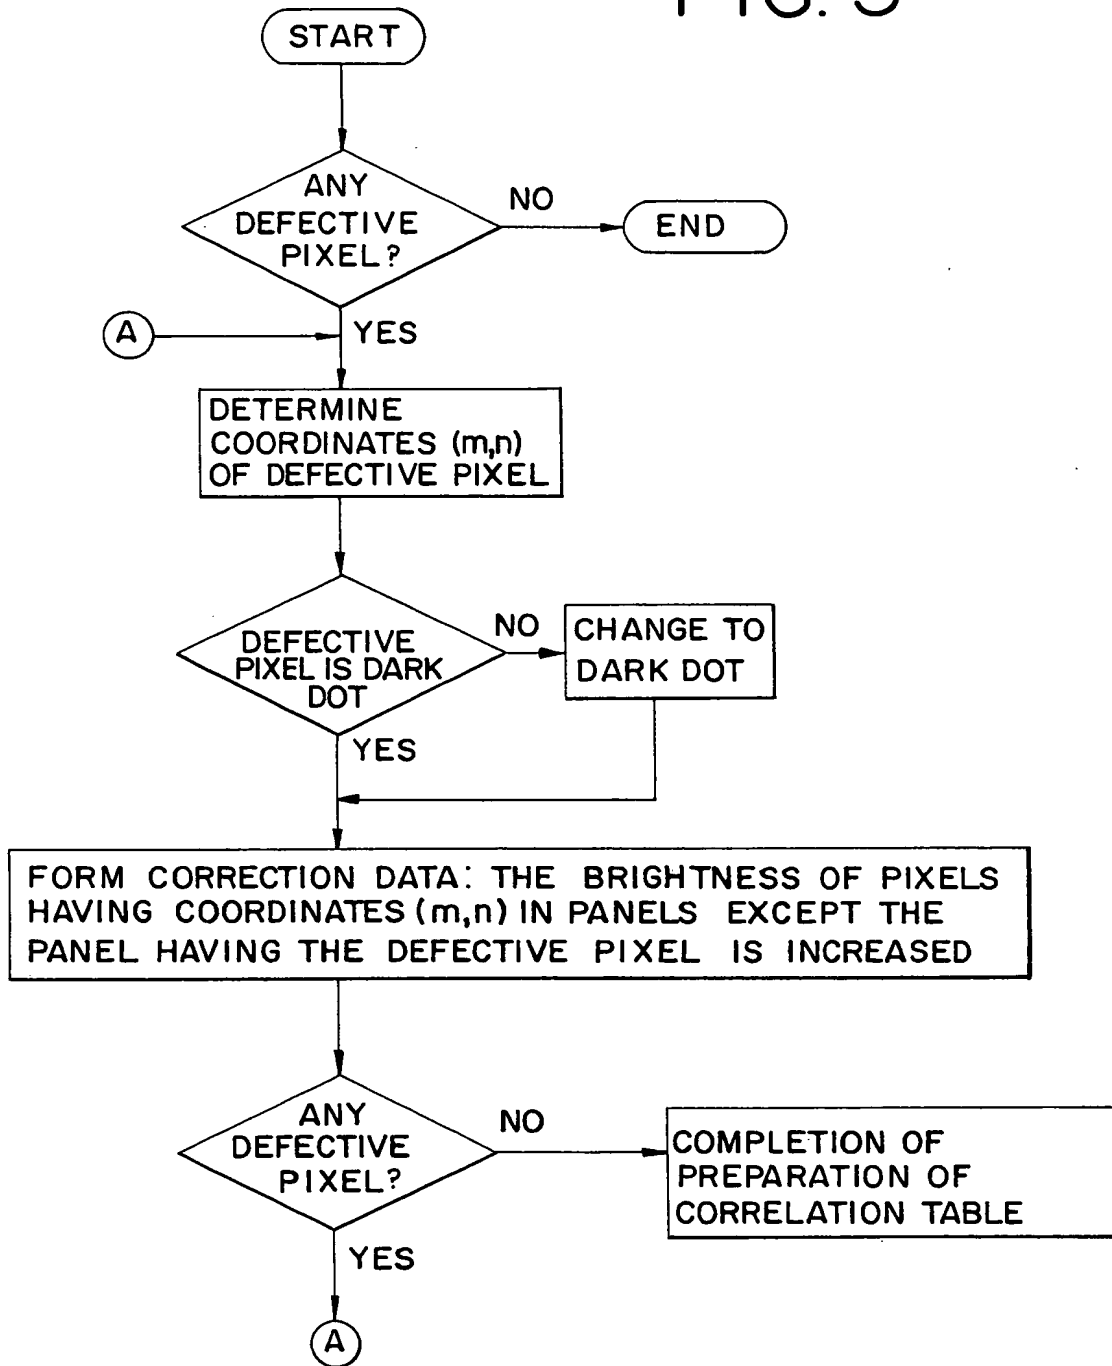 START
ANY
DEFECTIVE
PIXEL?
NO
END
A
YES
DETERMINE
COORDINATES (m,n)
OF DEFECTIVE PIXEL
DEFECTIVE
PIXEL IS DARK
DOT
NO
CHANGE TO
DARK DOT
YES
FORM CORRECTION DATA: THE BRIGHTNESS OF PIXELS
HAVING COORDINATES (m,n) IN PANELS EXCEPT THE
PANEL HAVING THE DEFECTIVE PIXEL IS INCREASED
ANY
DEFECTIVE
PIXEL?
NO
COMPLETION OF
PREPARATION OF
CORRELATION TABLE
YES
A